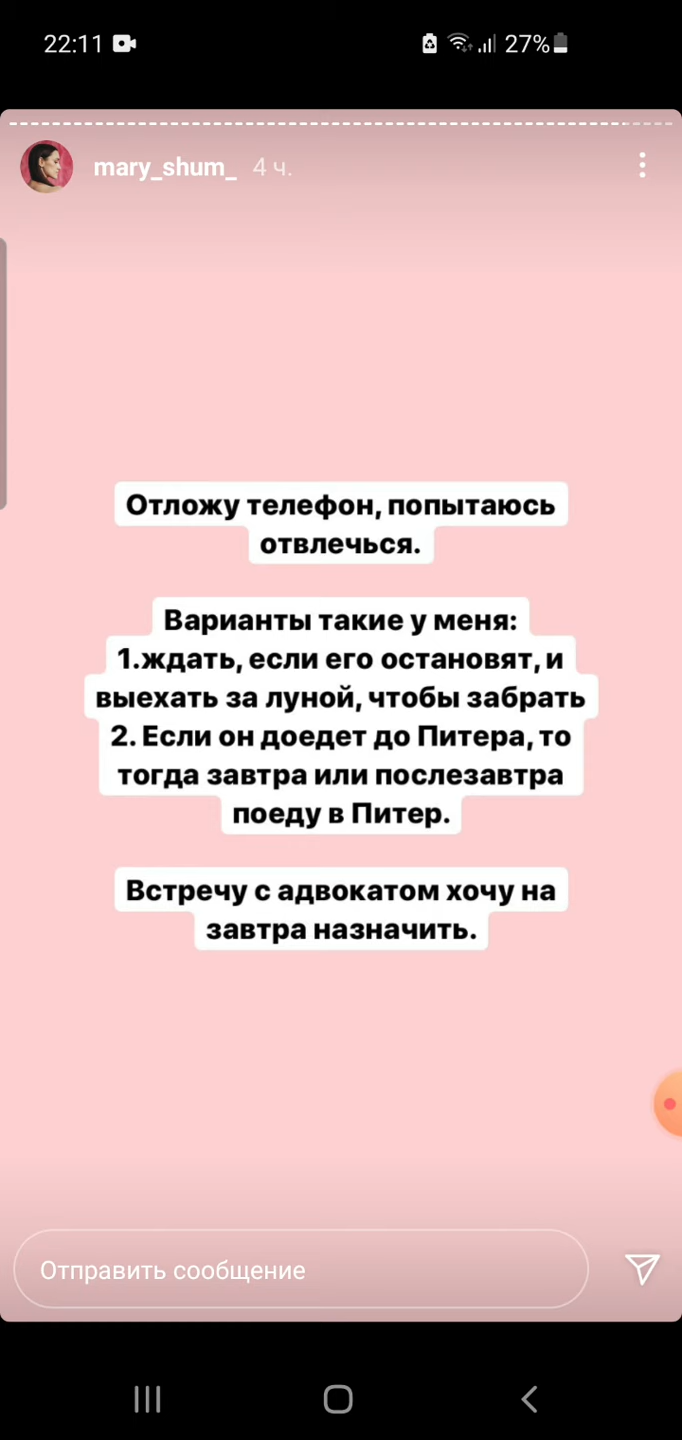 22:11
27%
mary_shum_ 4 ч.
Отложу телефон, попытаюсь
отвлечься.
Варианты такие у меня:
1.ждать, если его остановят, и
выехать за луной, чтобы забрать
2. Если он доедет до Питера, то
тогда завтра или послезавтра
поеду в Питер.
Встречу с адвокатом хочу на
завтра назначить.
Отправить сообщение